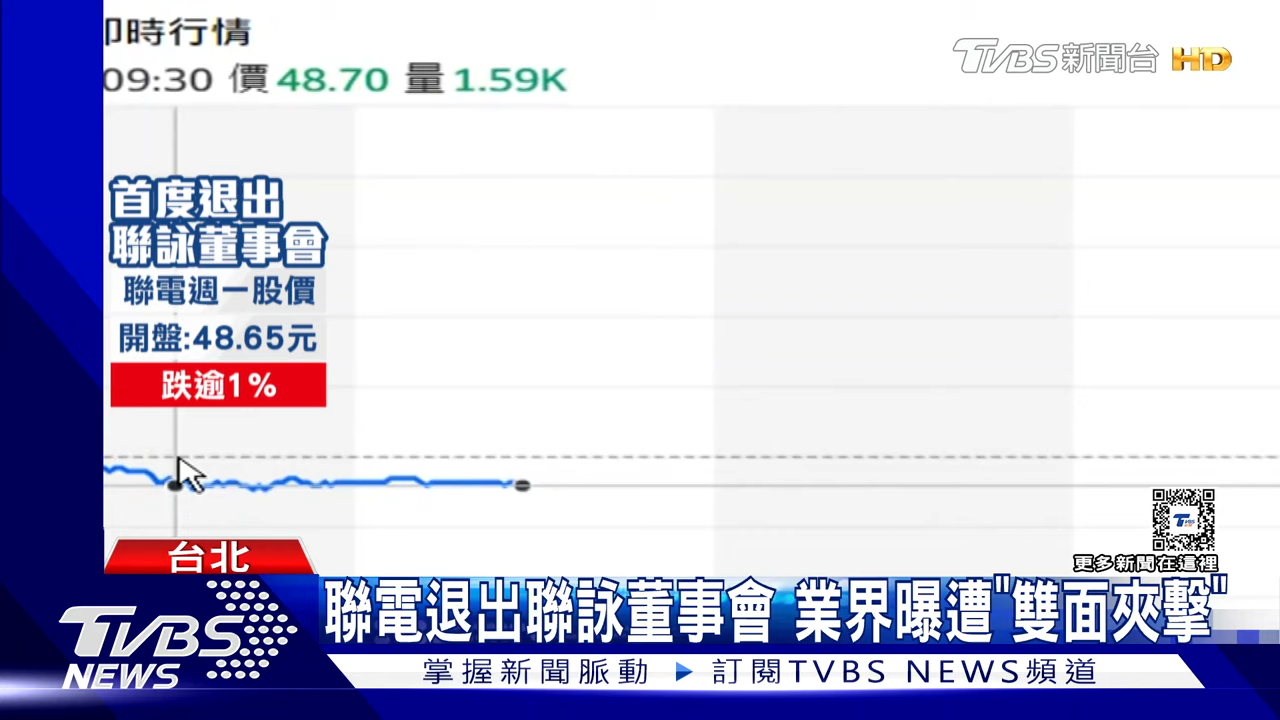 即時行情
TVBS新聞台 HD
09:30 價 48.70 量 1.59K
首度退出
聯詠董事會
聯電週一股價
開盤:48.65元
跌逾1%
TVBS
更多新聞在這裡
台北
聯電退出聯詠董事會 業界曝遭"雙面夾擊"
TVBS
NEWS
掌握新聞脈動 ▶ 訂閱TVBS NEWS頻道